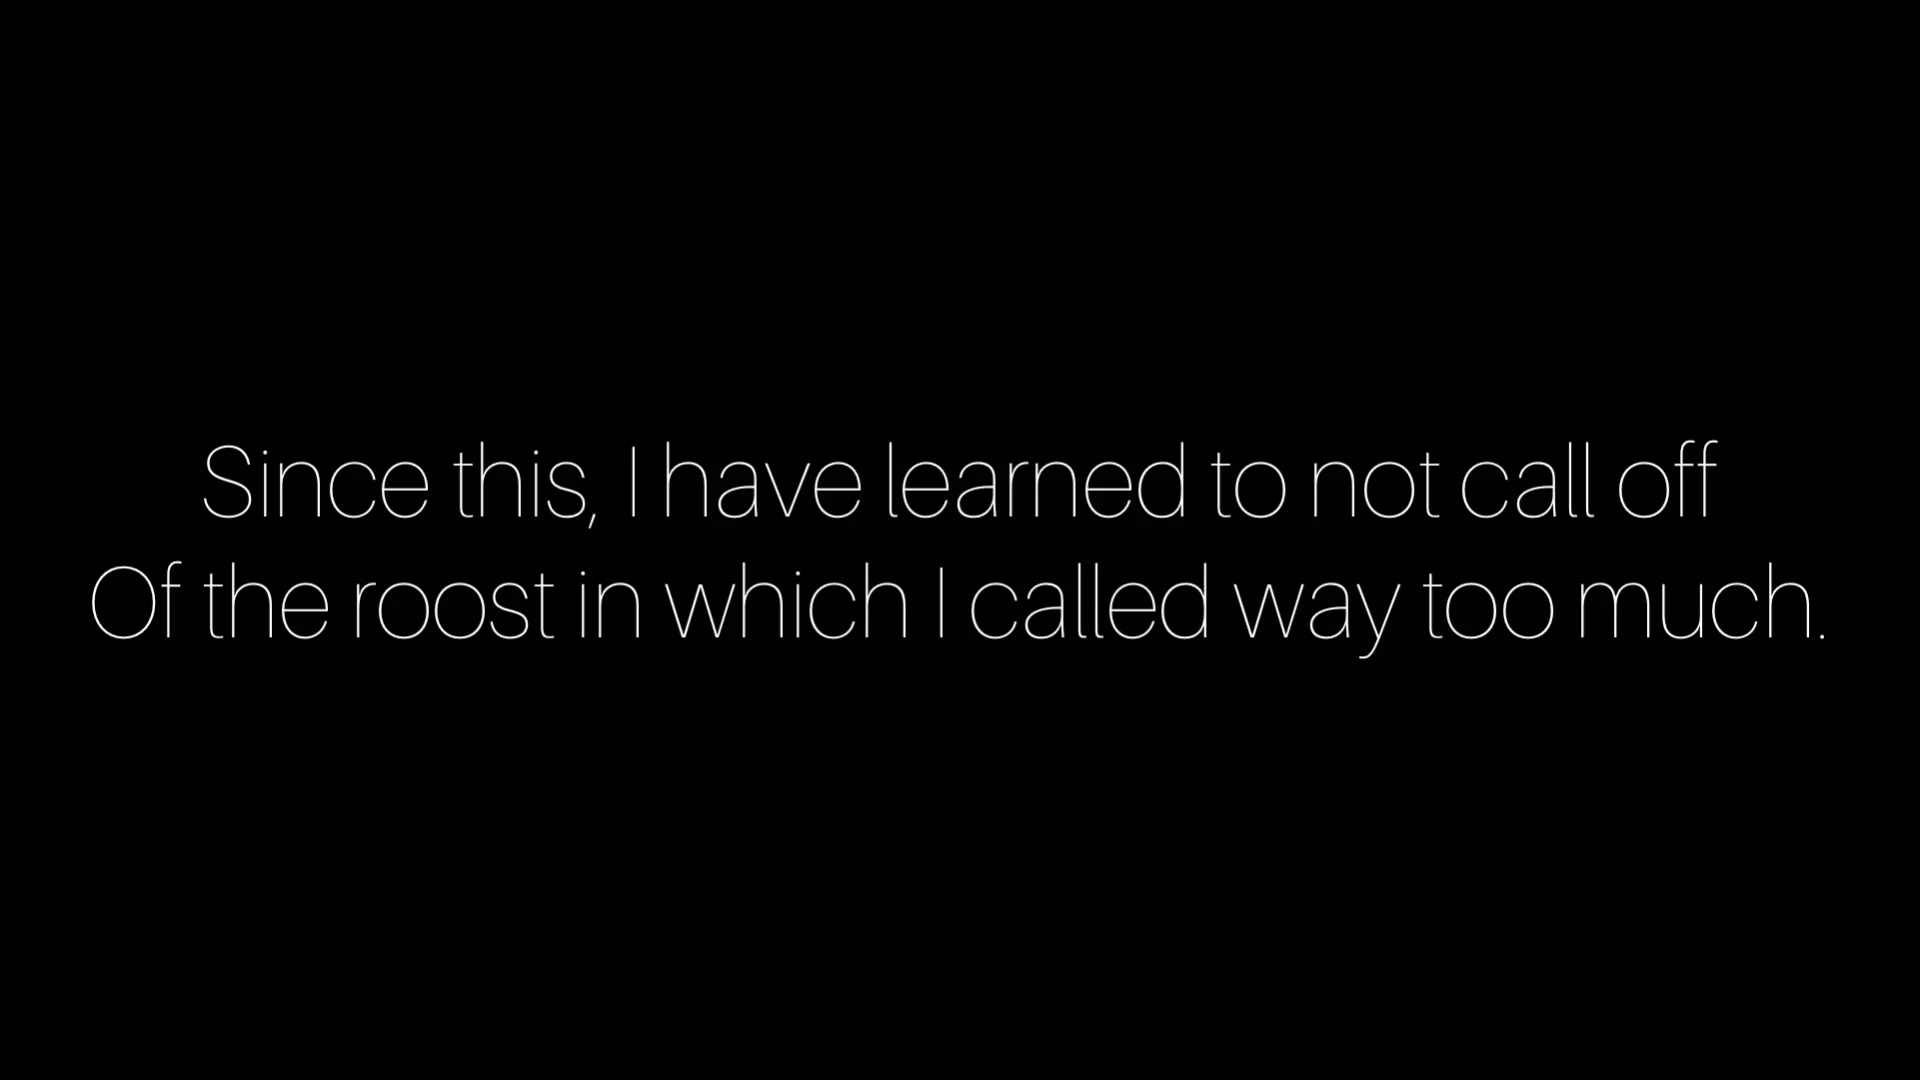 Since this, I have learned to not call off
Of the roost in which I called way too much.